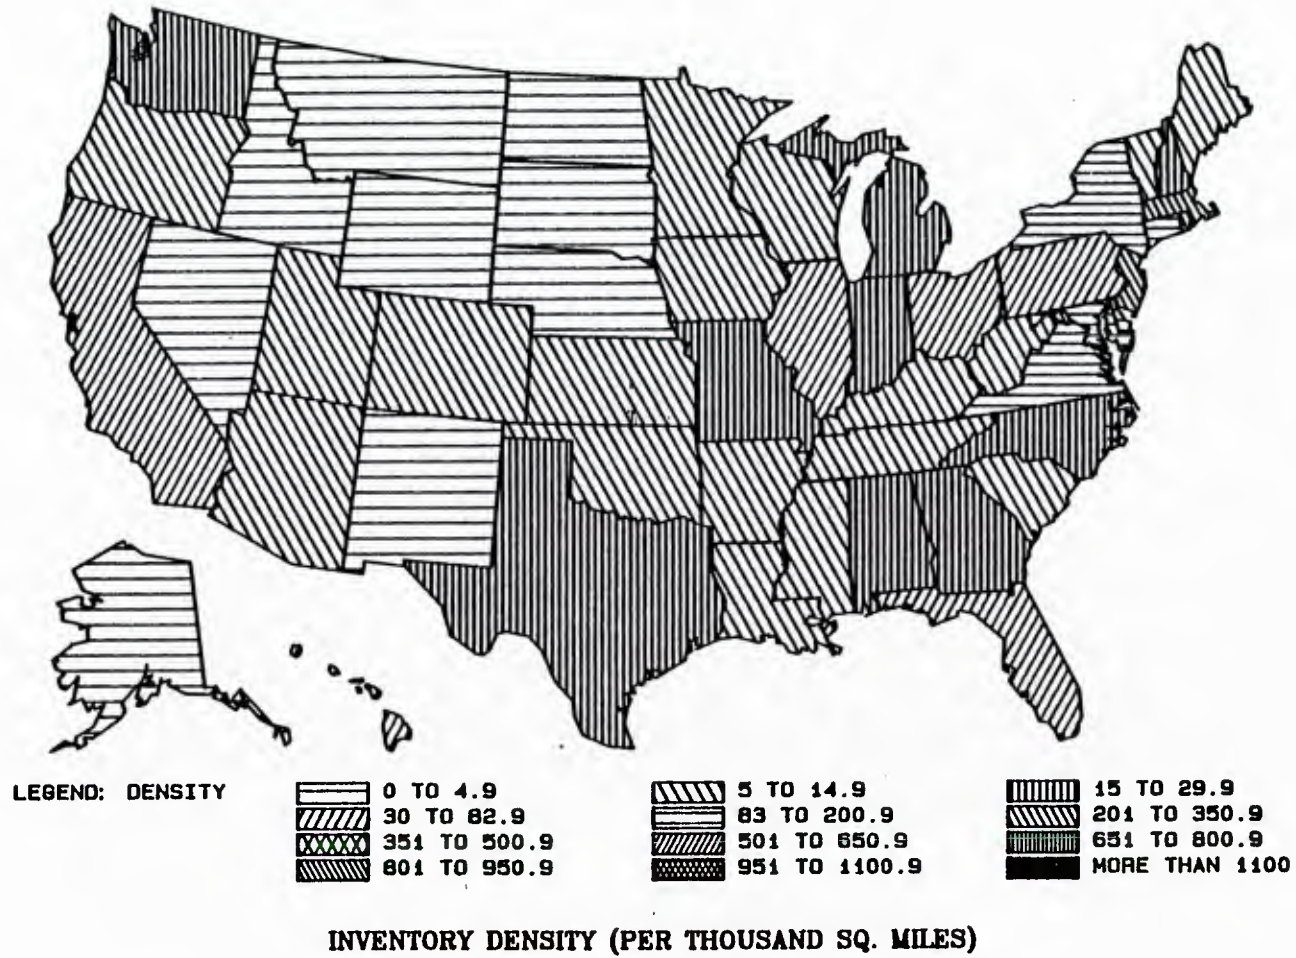 LEGEND: DENSITY 0 TO 4.9 5 TO 14.9 15 TO 29.9
30 TO 82.9 83 TO 200.9 201 TO 350.9
351 TO 500.9 501 TO 650.9 651 TO 800.9
801 TO 950.9 951 TO 1100.9 MORE THAN 1100
INVENTORY DENSITY (PER THOUSAND SQ. MILES)